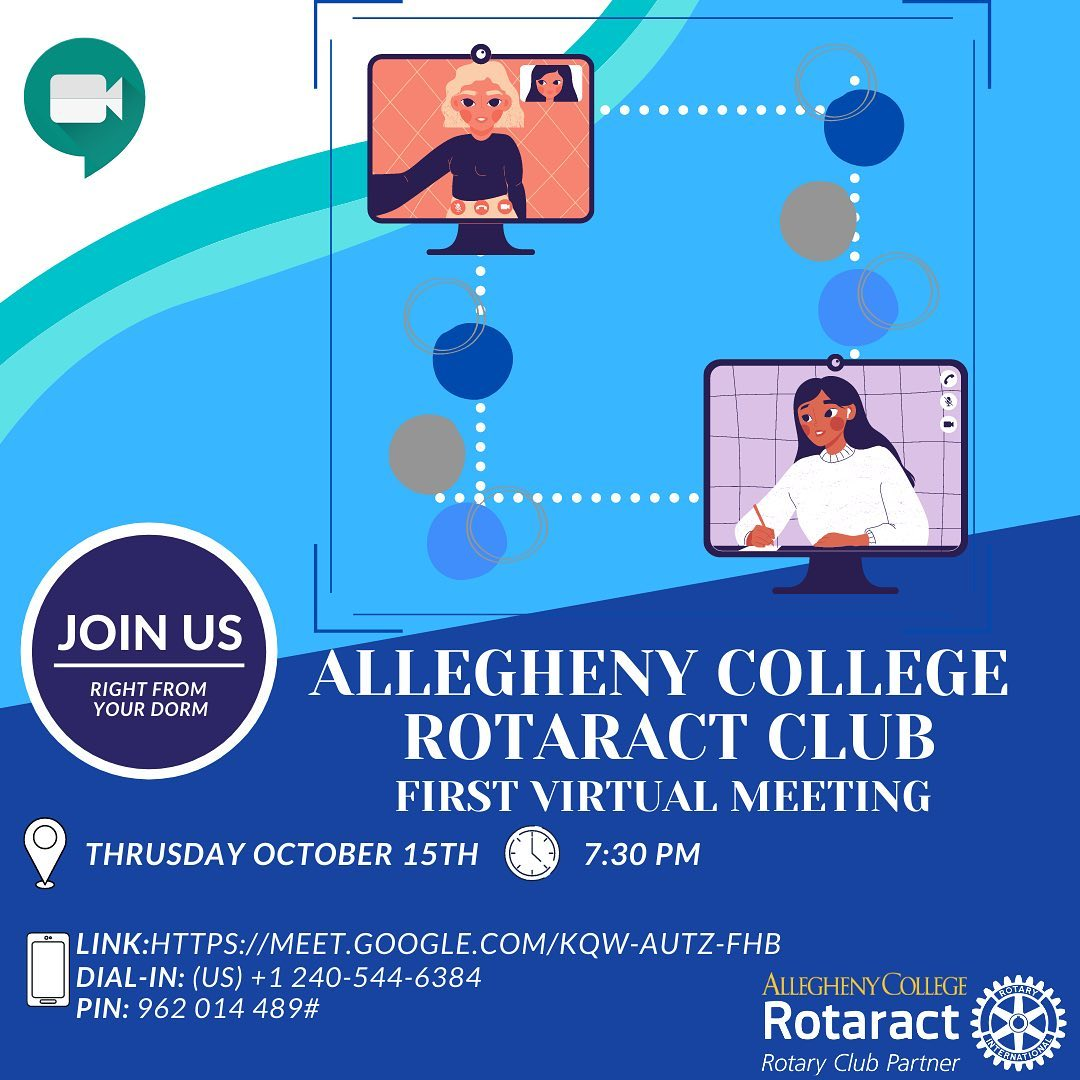 JOIN US
RIGHT FROM
YOUR DORM
ALLEGHENY COLLEGE
ROTARACT CLUB
FIRST VIRTUAL MEETING
THRUSDAY OCTOBER 15TH
7:30 PM
LINK:HTTPS://MEET.GOOGLE.COM/KQW-AUTZ-FHB
DIAL-IN: (US) +1 240-544-6384
PIN: 962 014 489#
ALLEGHENY COLLEGE
Rotaract
Rotary Club Partner
ROTARY
INTERNATIONAL